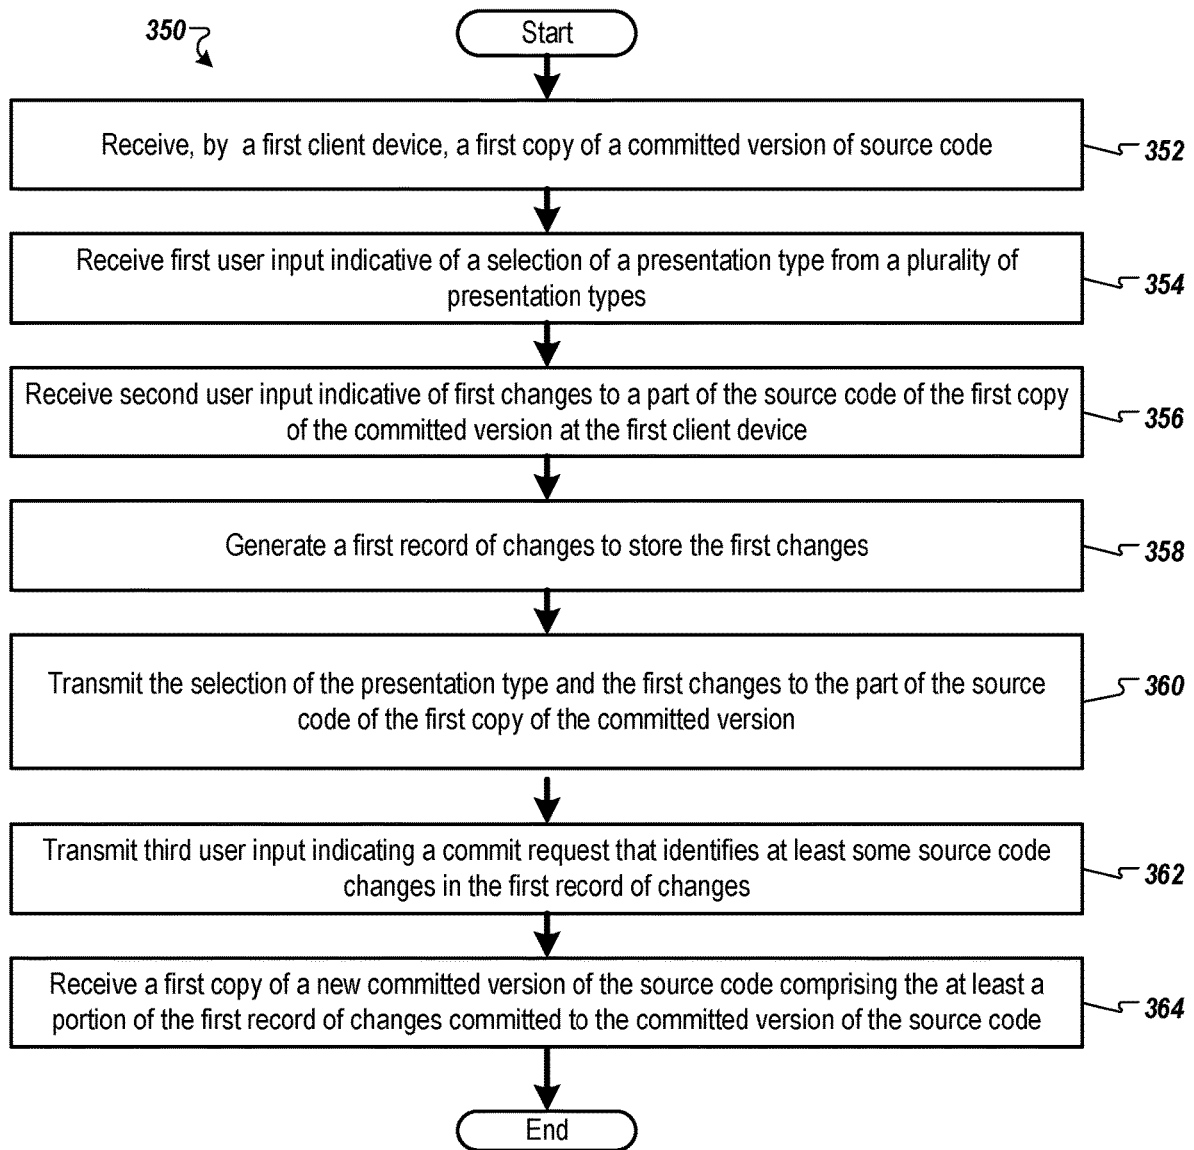 350
Start
Receive, by a first client device, a first copy of a committed version of source code
352
Receive first user input indicative of a selection of a presentation type from a plurality of
presentation types
354
Receive second user input indicative of first changes to a part of the source code of the first copy
of the committed version at the first client device
356
Generate a first record of changes to store the first changes
358
Transmit the selection of the presentation type and the first changes to the part of the source
code of the first copy of the committed version
360
Transmit third user input indicating a commit request that identifies at least some source code
changes in the first record of changes
362
Receive a first copy of a new committed version of the source code comprising the at least a
portion of the first record of changes committed to the committed version of the source code
364
End